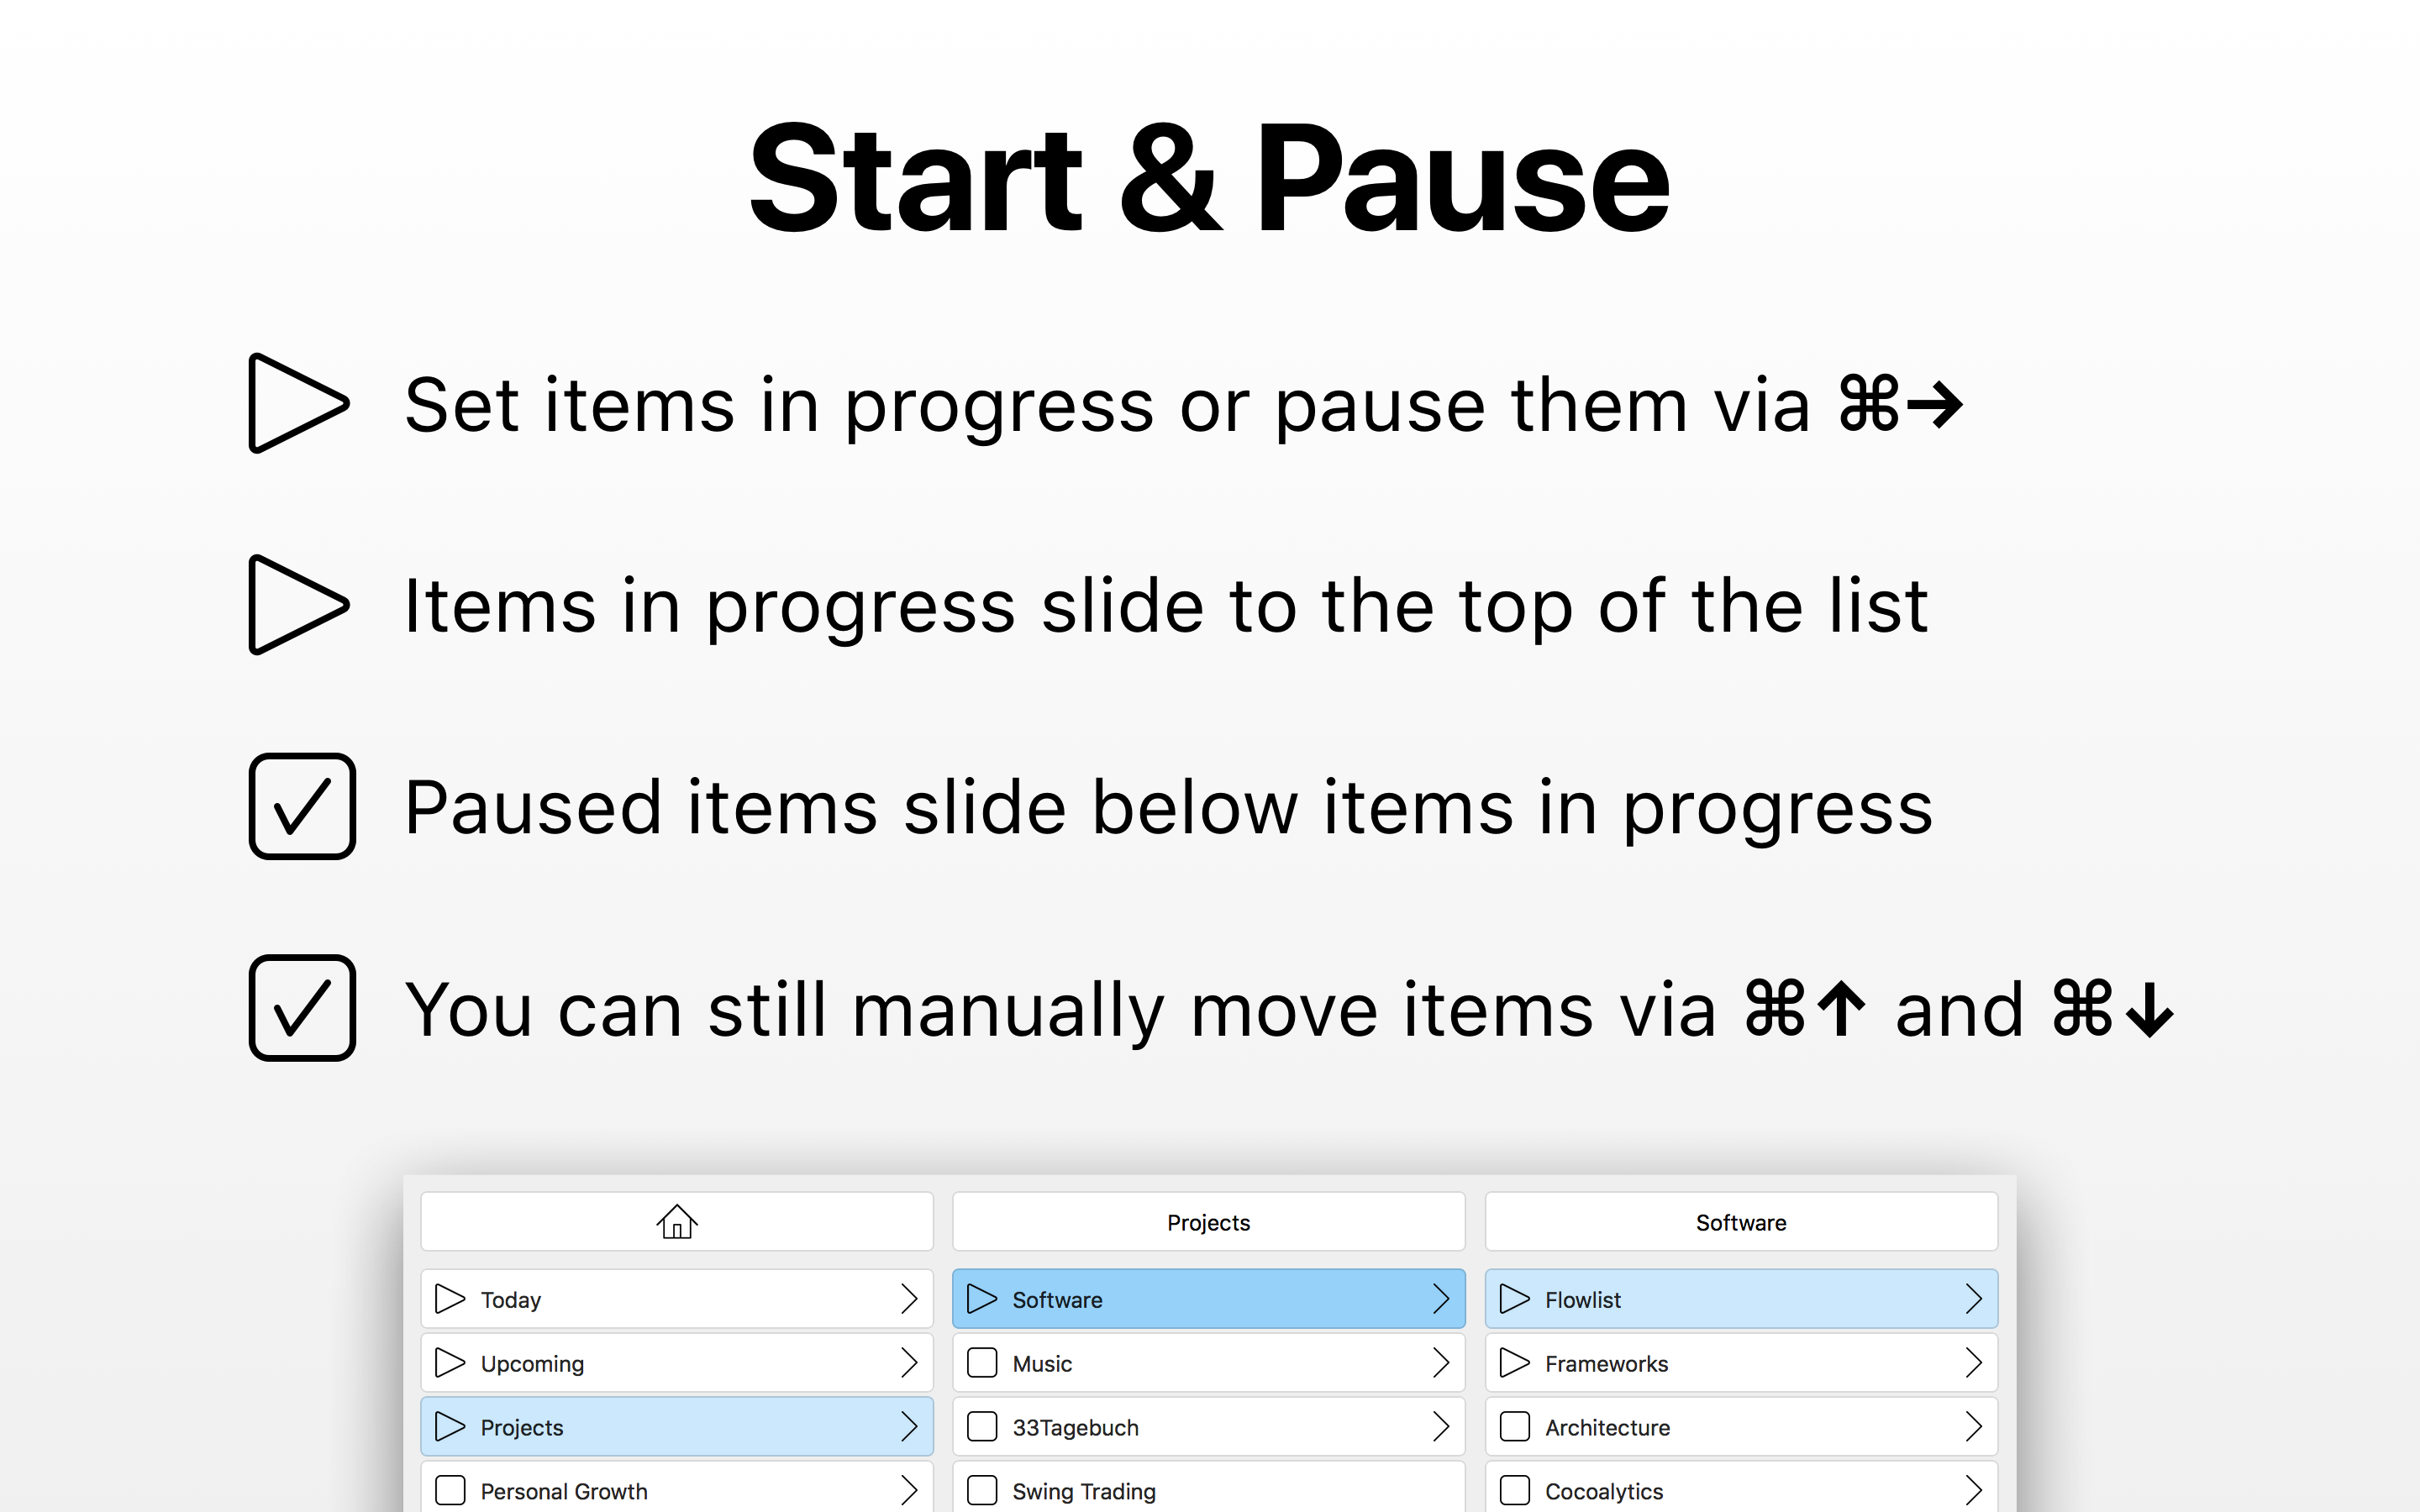 Start & Pause
Set items in progress or pause them via ⌘→
Items in progress slide to the top of the list
Paused items slide below items in progress
You can still manually move items via ⌘↑ and ⌘↓
Projects
Software
Today
Software
Flowlist
Upcoming
Music
Frameworks
Projects
33Tagebuch
Architecture
Personal Growth
Swing Trading
Cocoalytics